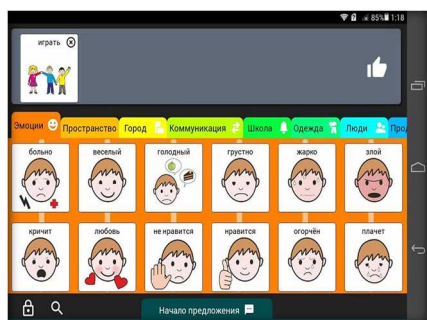 85% 1:18
играть
Эмоции Пространство Город Коммуникация Школа Одежда Люди Про
больно веселый голодный грустно жарко злой
кричит любовь не нравится нравится огорчён плачет
Начало предложения